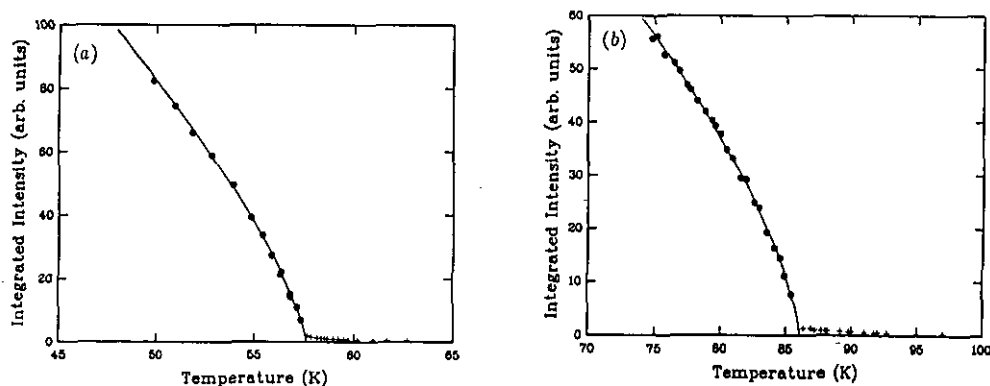 (a)
Integrated Intensity (arb. units)
100
80
60
40
20
0
45 50 55 60 65
Temperature (K)
(b)
Integrated Intensity (arb. units)
60
50
40
30
20
10
0
70 75 80 85 90 95 100
Temperature (K)